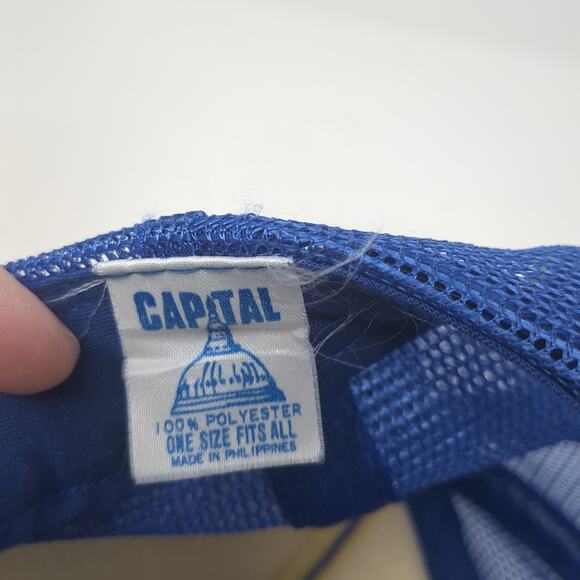 CAPITAL
100% POLYESTER
ONE SIZE FITS ALL
MADE IN PHILIPPINES